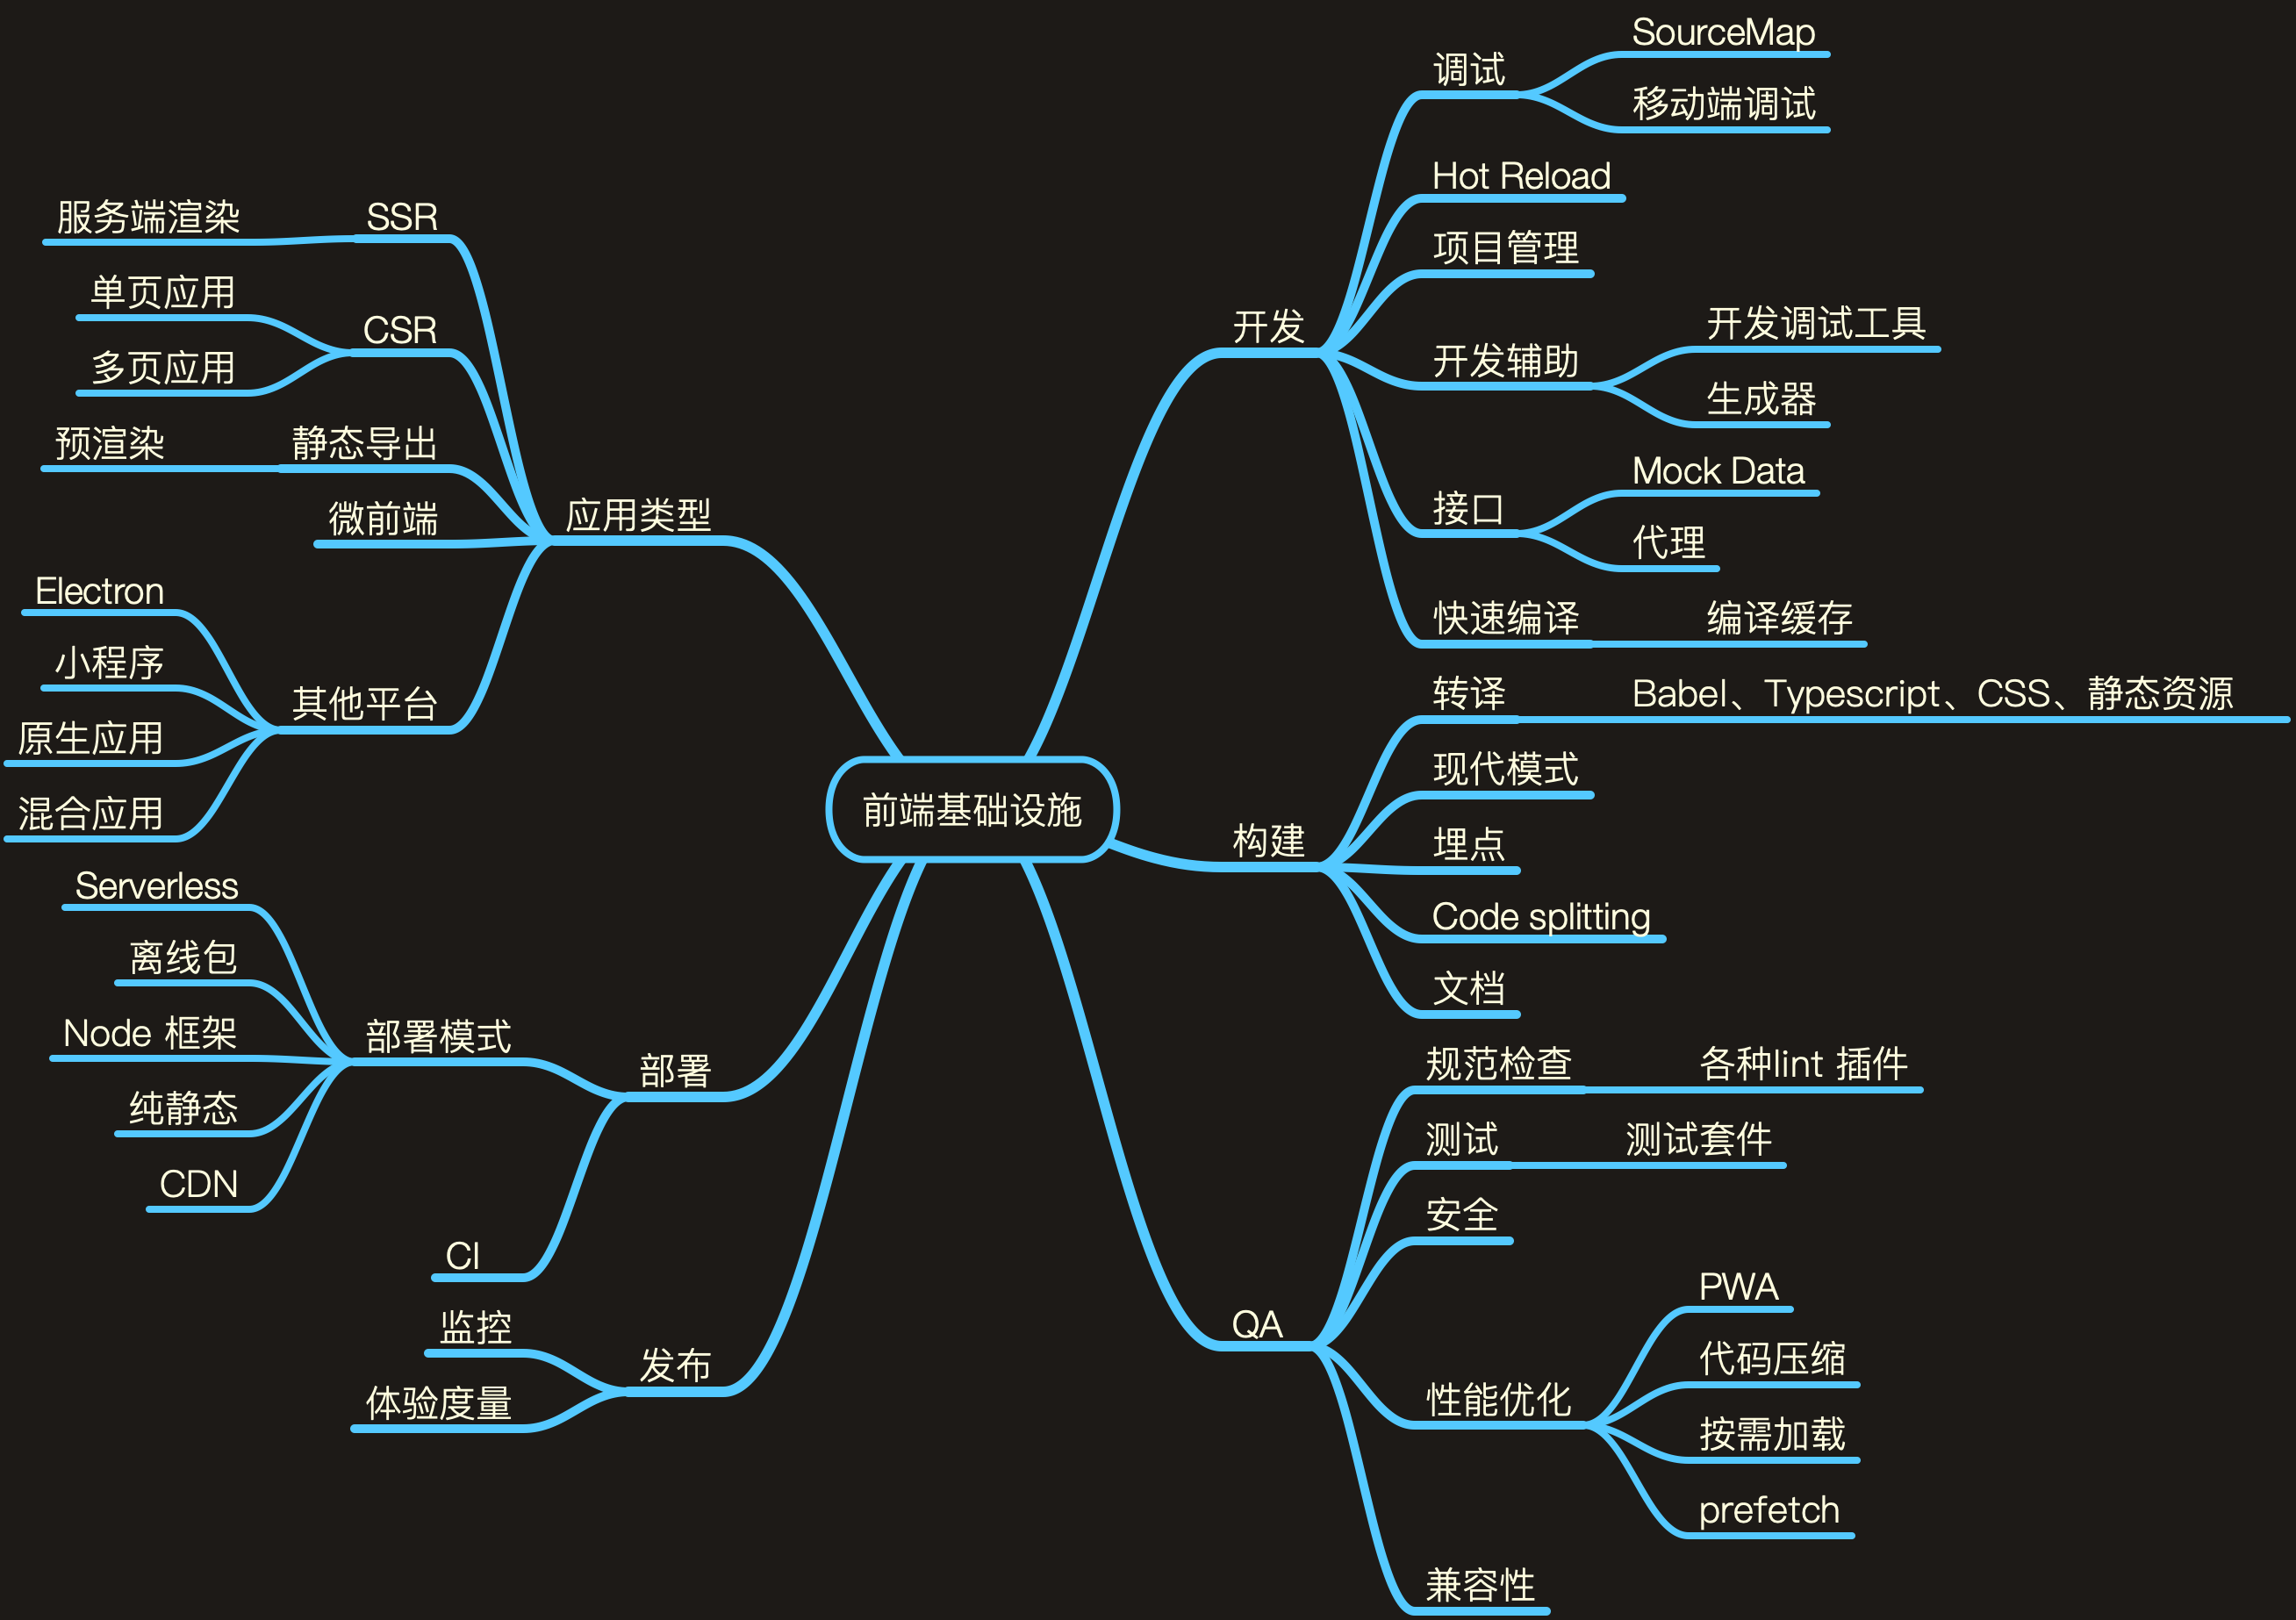 前端基础设施
开发
调试
SourceMap
移动端调试
Hot Reload
项目管理
开发辅助
开发调试工具
生成器
接口
Mock Data
代理
快速编译
编译缓存
构建
转译
Babel、Typescript、CSS、静态资源
现代模式
埋点
Code splitting
文档
QA
规范检查
各种lint 插件
测试
测试套件
安全
性能优化
PWA
代码压缩
按需加载
prefetch
兼容性
应用类型
SSR
服务端渲染
CSR
单页应用
多页应用
静态导出
预渲染
微前端
其他平台
Electron
小程序
原生应用
混合应用
部署
部署模式
Serverless
离线包
Node 框架
纯静态
CDN
CI
发布
监控
体验度量